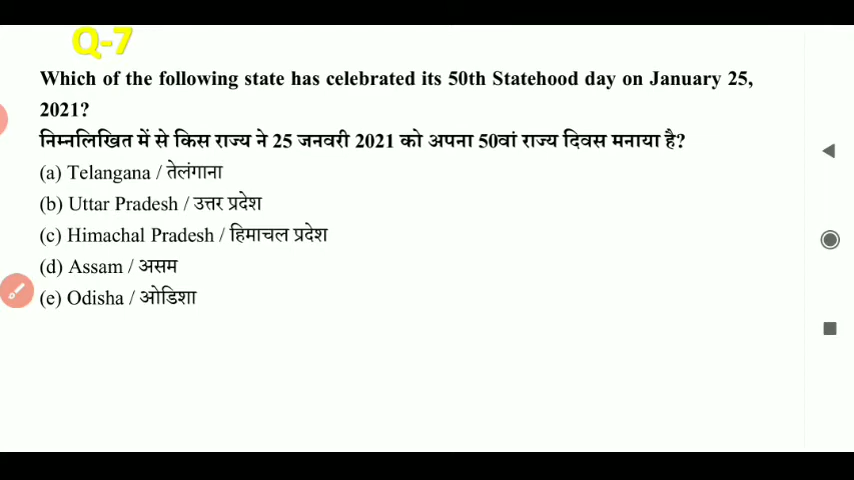 Q-7
Which of the following state has celebrated its 50th Statehood day on January 25,
2021?
निम्नलिखित में से किस राज्य ने 25 जनवरी 2021 को अपना 50वां राज्य दिवस मनाया है?
(a) Telangana / तेलंगाना
(b) Uttar Pradesh / उत्तर प्रदेश
(c) Himachal Pradesh / हिमाचल प्रदेश
(d) Assam / असम
(e) Odisha / ओडिशा